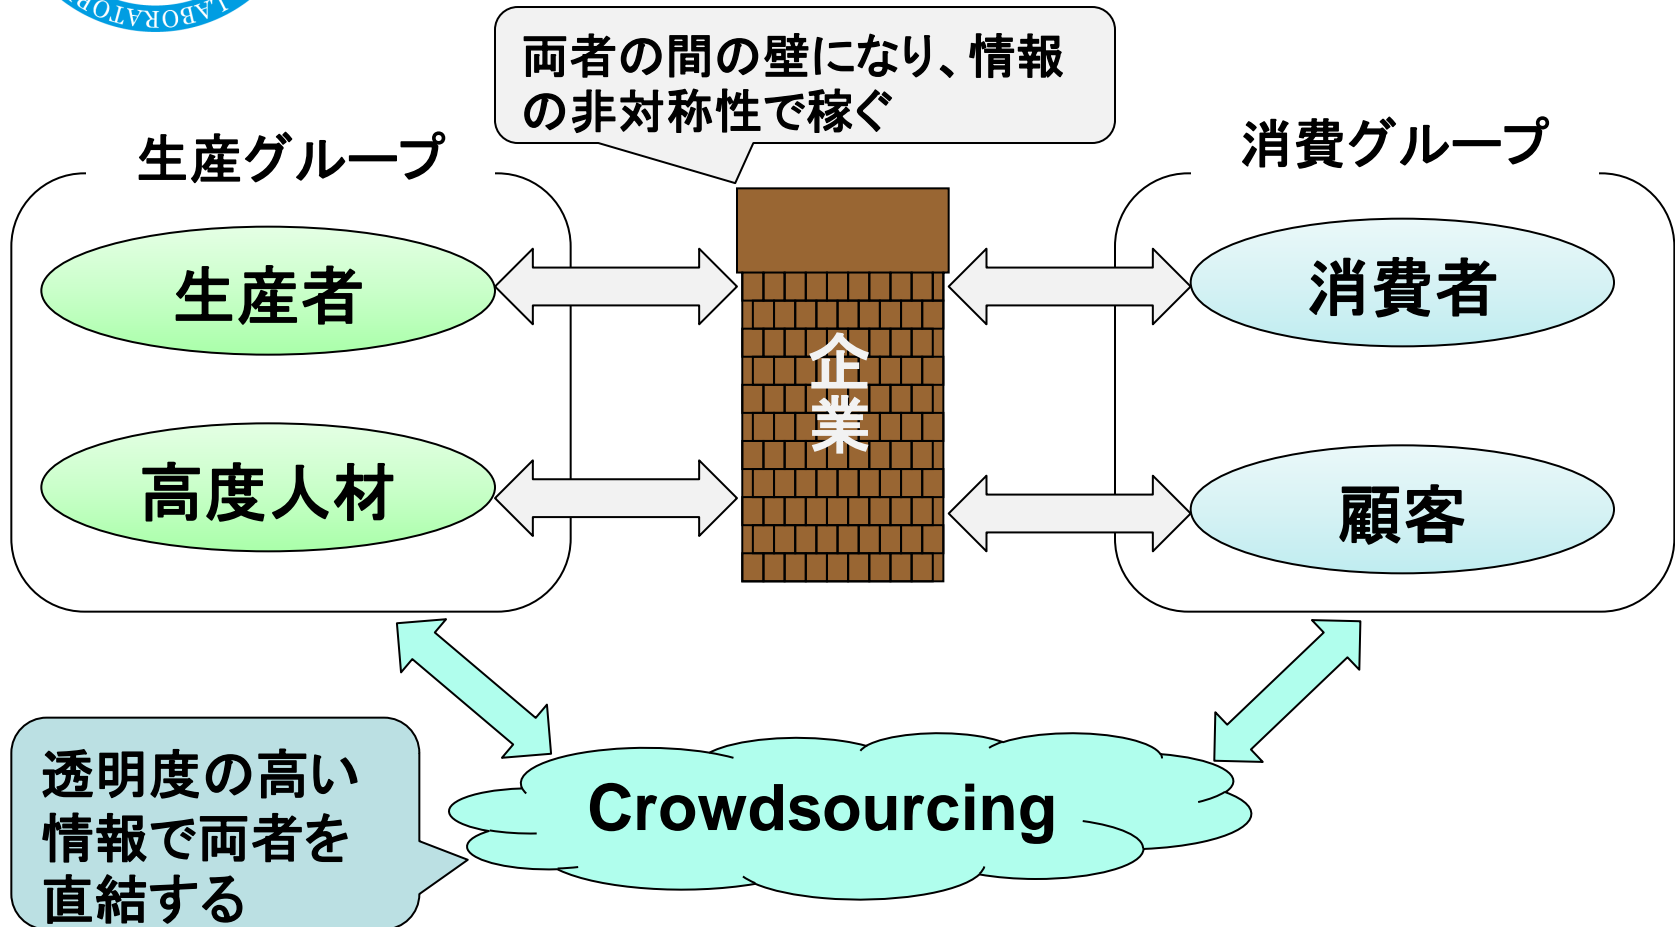 LABORATOR
両者の間の壁になり、情報
の非対称性で稼ぐ
生産グループ
消費グループ
生産者
消費者
企
業
高度人材
顧客
透明度の高い
情報で両者を
直結する
Crowdsourcing